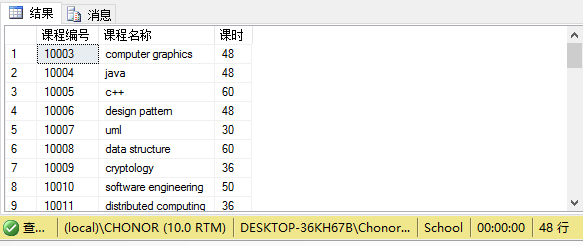 结果 消息
课程编号 课程名称 课时
1 10003 computer graphics 48
2 10004 java 48
3 10005 c++ 60
4 10006 design pattern 48
5 10007 uml 30
6 10008 data structure 60
7 10009 cryptology 36
8 10010 software engineering 50
9 10011 distributed computing 36
查... (local)\CHONOR (10.0 RTM) DESKTOP-36KH67B\Chonor... School 00:00:00 48 行